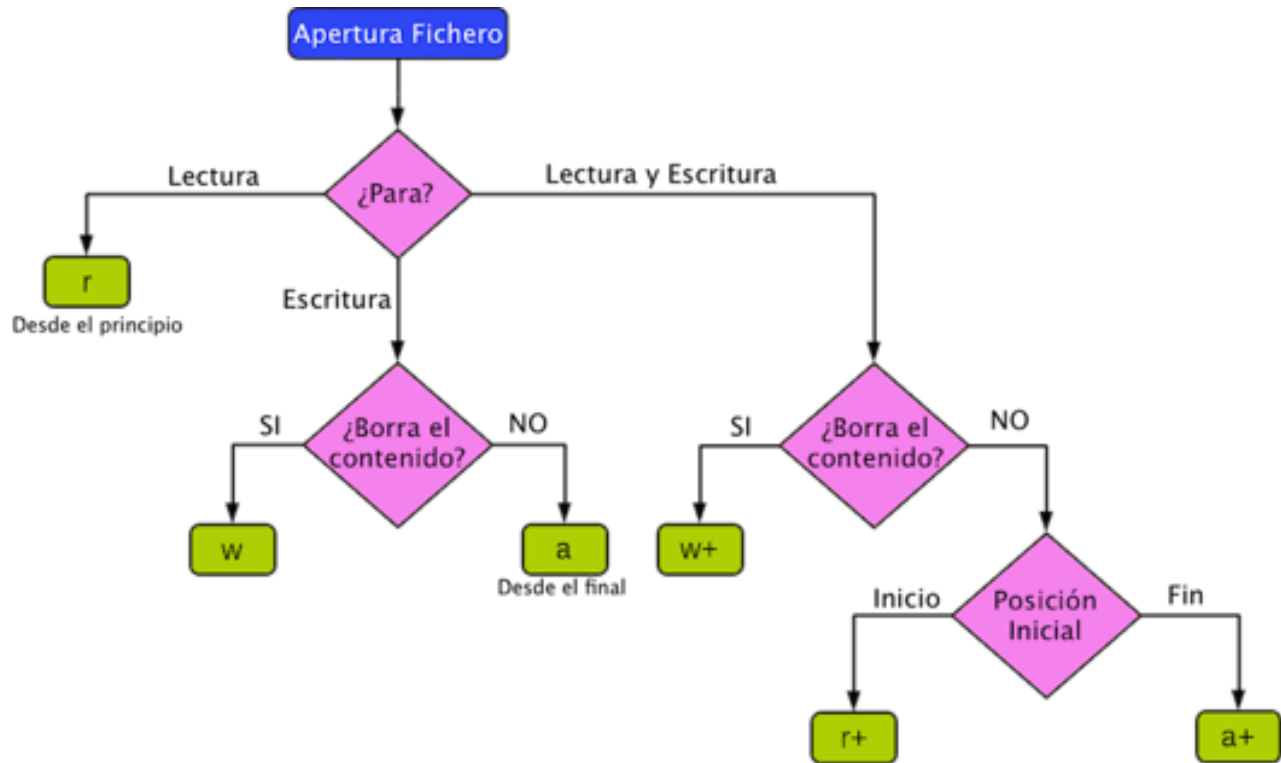 Apertura Fichero
Lectura
¿Para?
Lectura y Escritura
r
Desde el principio
Escritura
SI
¿Borra el
contenido?
NO
w
a
Desde el final
SI
¿Borra el
contenido?
NO
w+
Inicio
Posición
Inicial
Fin
r+
a+